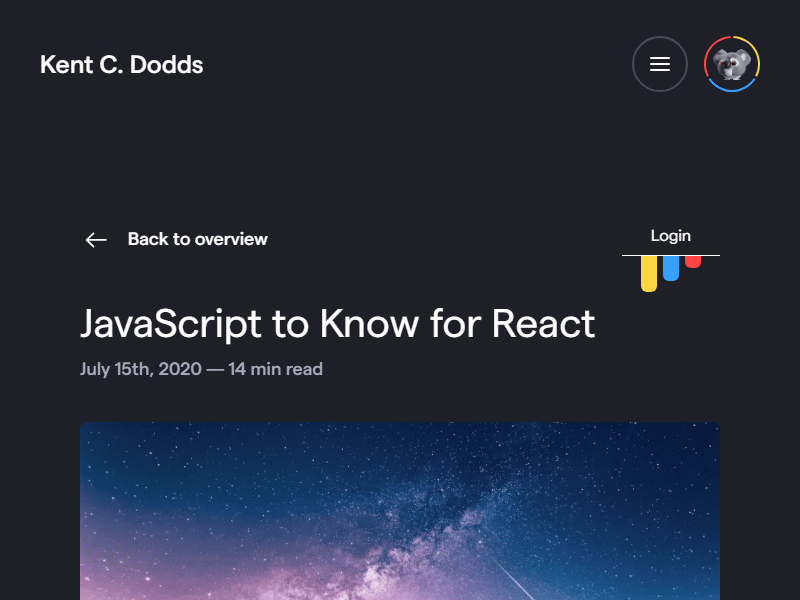 Kent C. Dodds
Back to overview
Login
JavaScript to Know for React
July 15th, 2020 — 14 min read